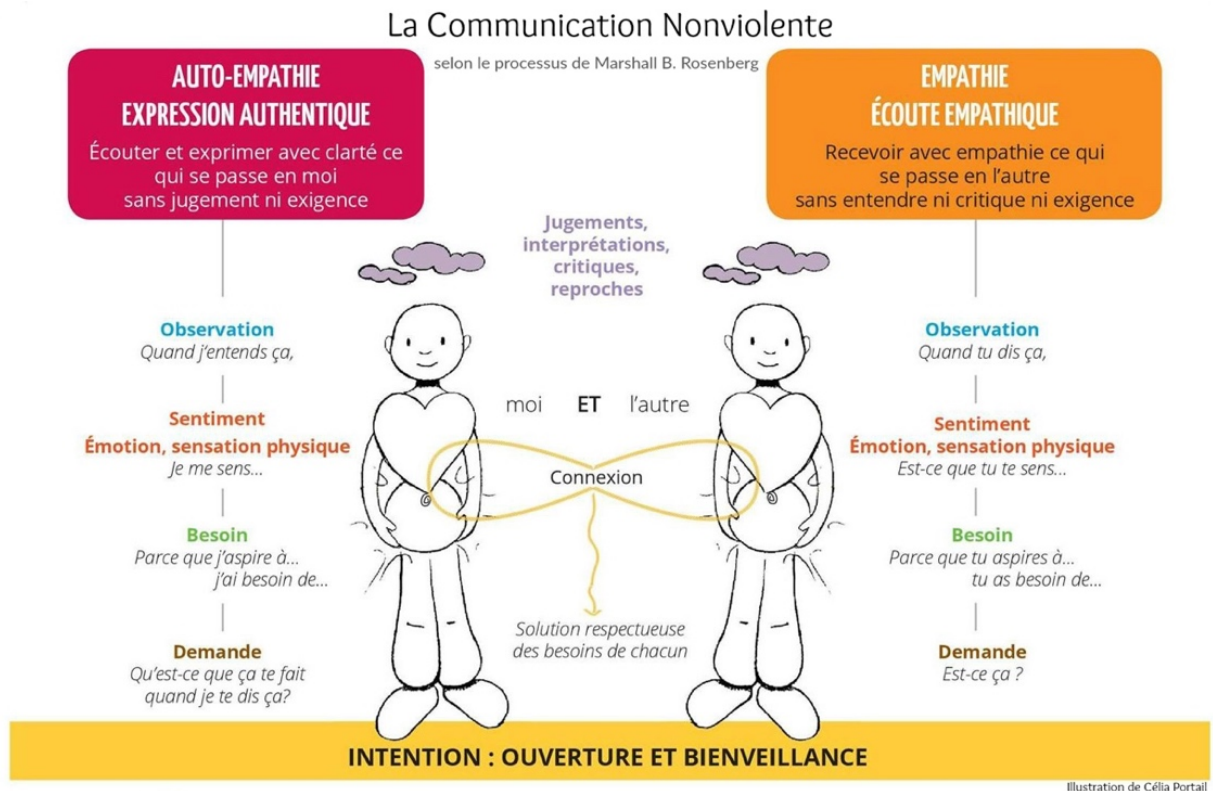 La Communication Nonviolente
selon le processus de Marshall B. Rosenberg
AUTO-EMPATHIE
EXPRESSION AUTHENTIQUE
Écouter et exprimer avec clarté ce
qui se passe en moi
sans jugement ni exigence
EMPATHIE
ÉCOUTE EMPATHIQUE
Recevoir avec empathie ce qui
se passe en l'autre
sans entendre ni critique ni exigence
Jugements,
interprétations,
critiques,
reproches
Observation
Quand j'entends ça,
Sentiment
Émotion, sensation physique
Je me sens...
Besoin
Parce que j'aspire à...
j'ai besoin de...
Demande
Qu'est-ce que ça te fait
quand je te dis ça?
moi ET l'autre
Connexion
Solution respectueuse
des besoins de chacun
Observation
Quand tu dis ça,
Sentiment
Émotion, sensation physique
Est-ce que tu te sens...
Besoin
Parce que tu aspires à...
tu as besoin de...
Demande
Est-ce ça ?
INTENTION : OUVERTURE ET BIENVEILLANCE
Illustration de Célia Portail